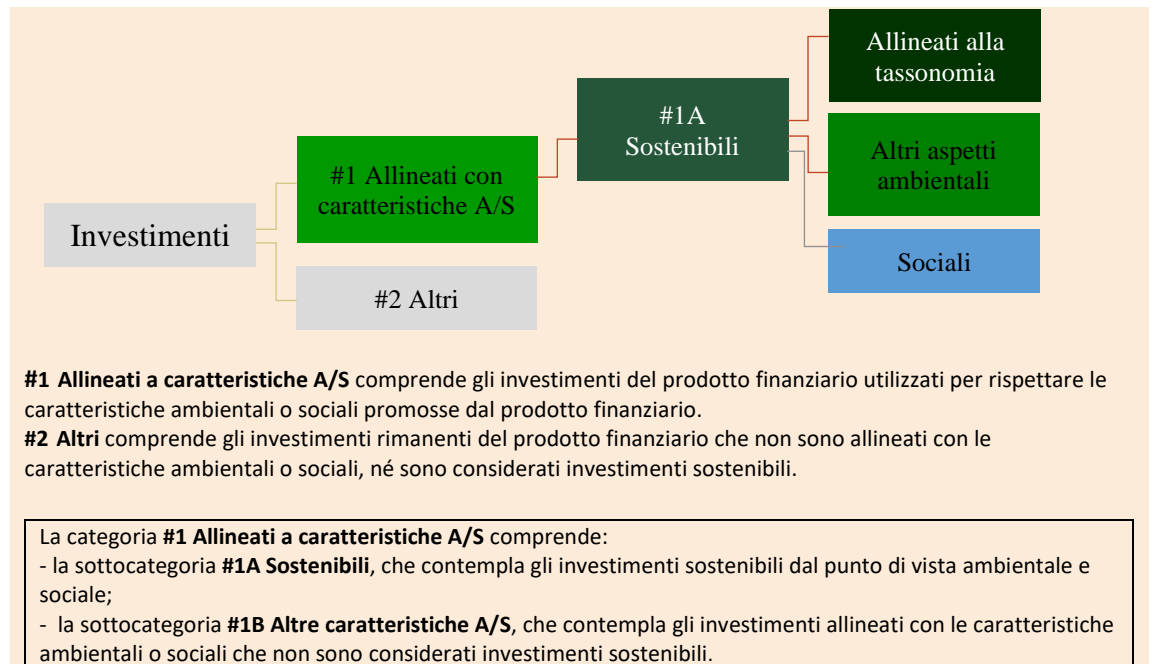 Allineati alla
tassonomia
#1A
Sostenibili
Altri aspetti
ambientali
#1 Allineati con
caratteristiche A/S
Investimenti
Sociali
#2 Altri
#1 Allineati a caratteristiche A/S comprende gli investimenti del prodotto finanziario utilizzati per rispettare le
caratteristiche ambientali o sociali promosse dal prodotto finanziario.
#2 Altri comprende gli investimenti rimanenti del prodotto finanziario che non sono allineati con le
caratteristiche ambientali o sociali, né sono considerati investimenti sostenibili.
La categoria #1 Allineati a caratteristiche A/S comprende:
- la sottocategoria #1A Sostenibili, che contempla gli investimenti sostenibili dal punto di vista ambientale e
sociale;
- la sottocategoria #1B Altre caratteristiche A/S, che contempla gli investimenti allineati con le caratteristiche
ambientali o sociali che non sono considerati investimenti sostenibili.